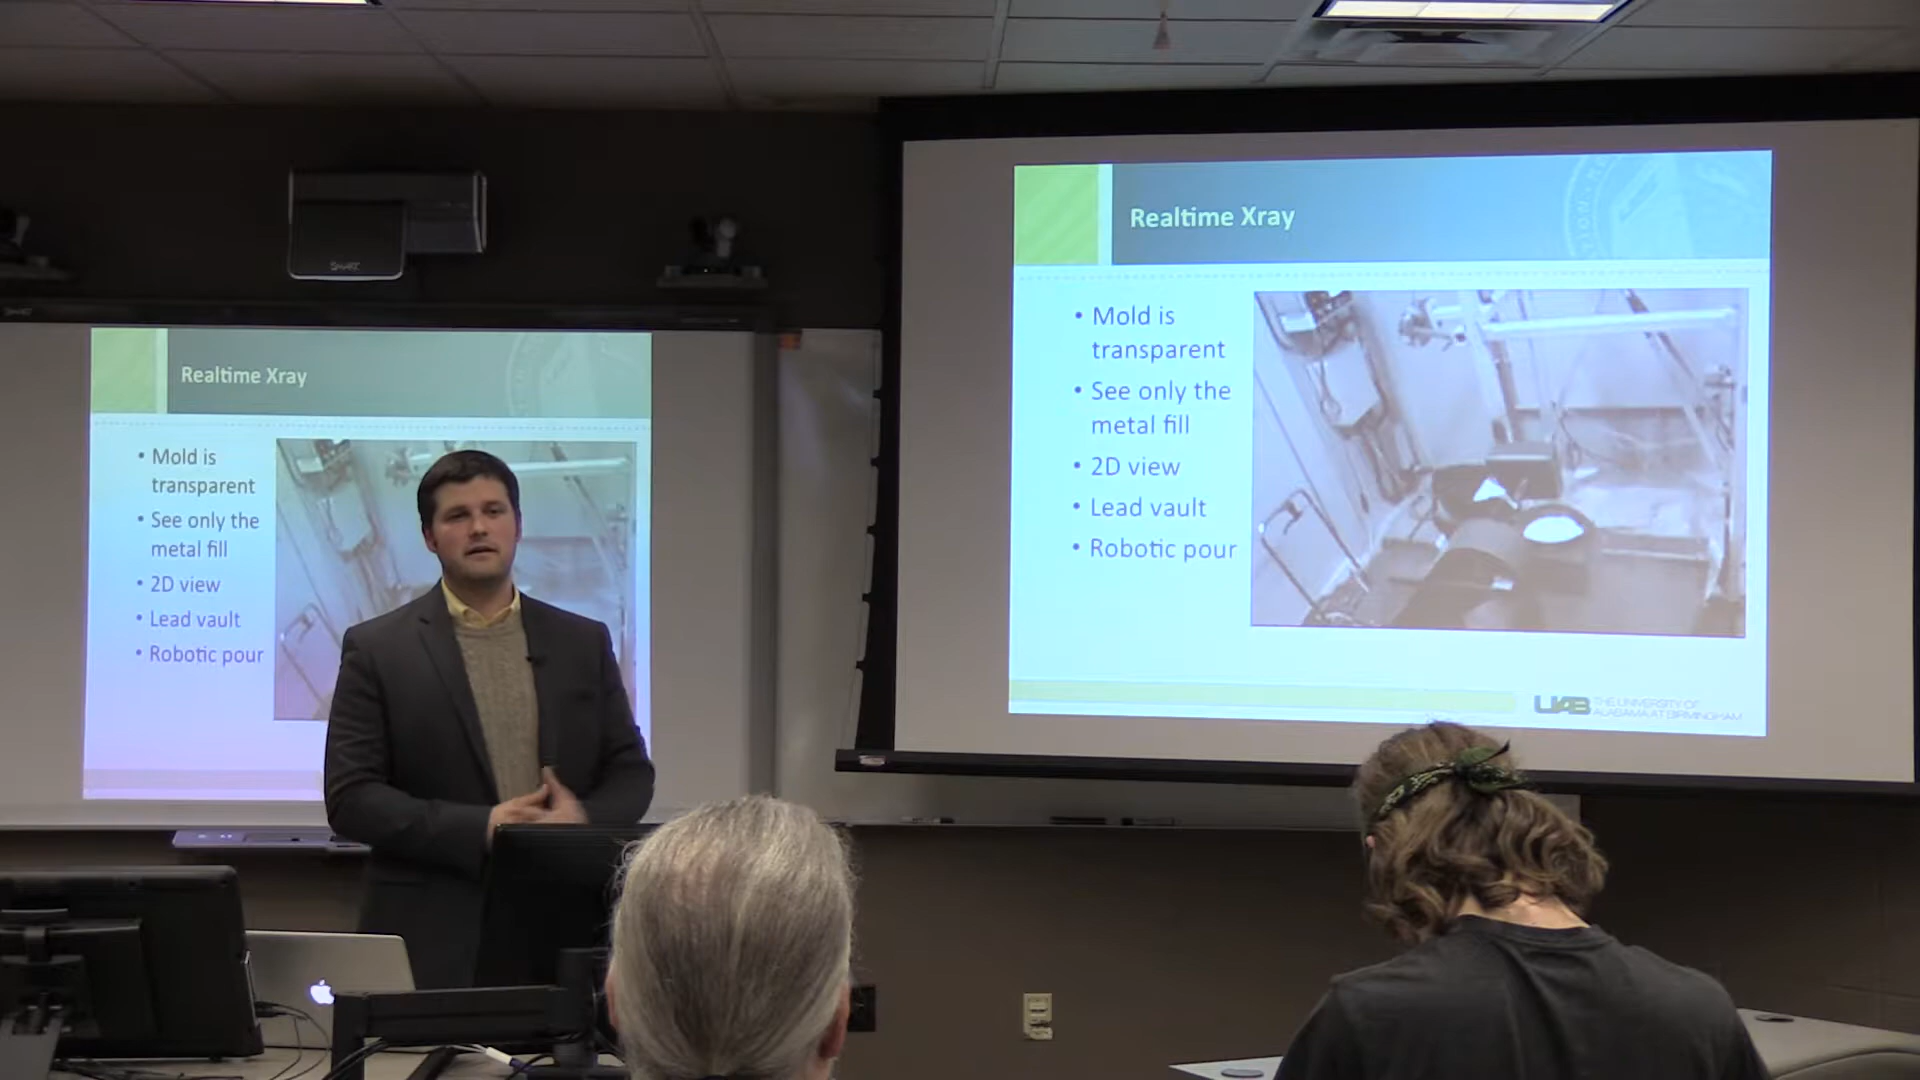 SMART
Realtime Xray
• Mold is
transparent
• See only the
metal fill
• 2D view
• Lead vault
• Robotic pour
Realtime Xray
• Mold is
transparent
• See only the
metal fill
• 2D view
• Lead vault
• Robotic pour
UAB THE UNIVERSITY OF
ALABAMA AT BIRMINGHAM